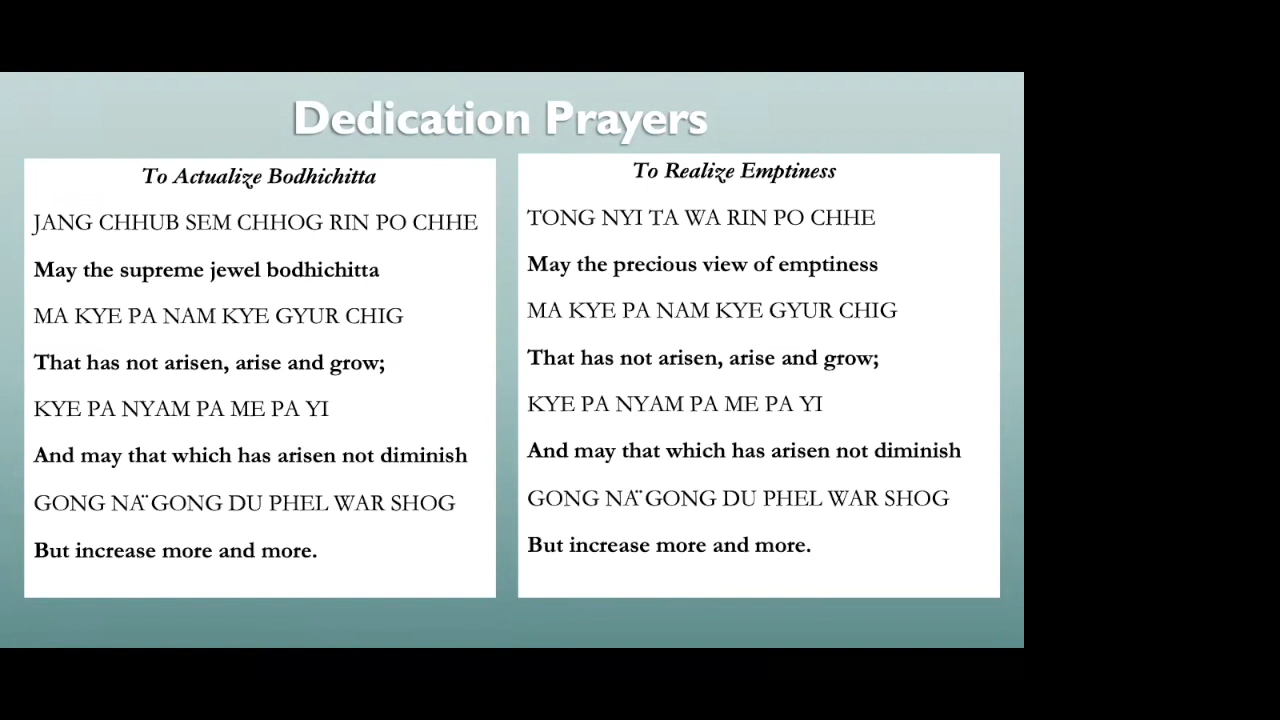 Dedication Prayers
To Actualize Bodhichitta
JANG CHHUB SEM CHHOG RIN PO CHHE
May the supreme jewel bodhichitta
MA KYE PA NAM KYE GYUR CHIG
That has not arisen, arise and grow;
KYE PA NYAM PA ME PA YI
And may that which has arisen not diminish
GONG NA¨ GONG DU PHEL WAR SHOG
But increase more and more.
To Realize Emptiness
TONG NYI TA WA RIN PO CHHE
May the precious view of emptiness
MA KYE PA NAM KYE GYUR CHIG
That has not arisen, arise and grow;
KYE PA NYAM PA ME PA YI
And may that which has arisen not diminish
GONG NA¨ GONG DU PHEL WAR SHOG
But increase more and more.